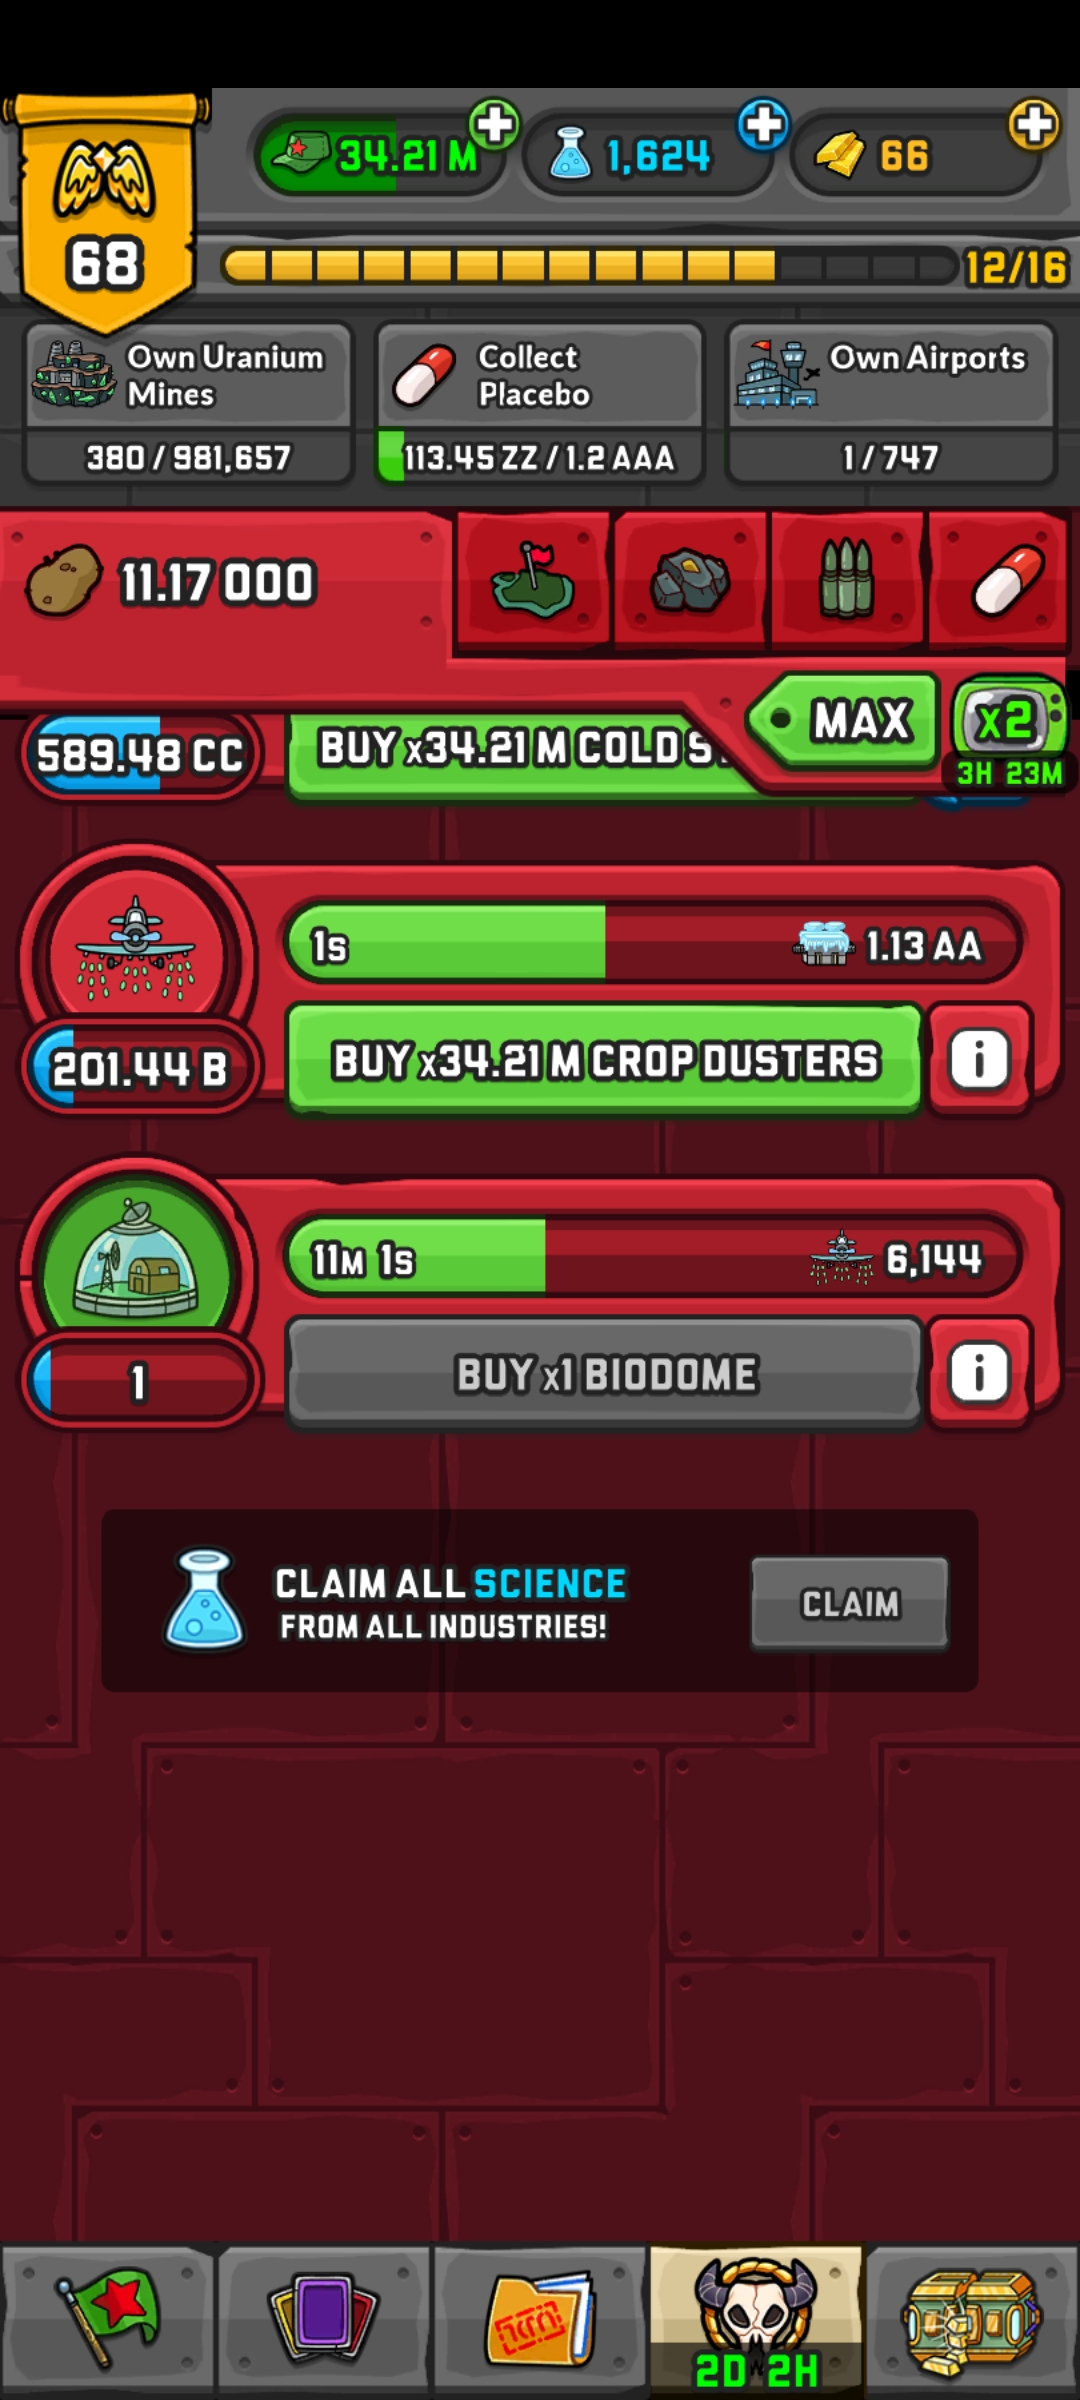 34.21 M
1,624
66
68
12/16
Own Uranium
Mines
380 / 981,657
Collect
Placebo
113.45 ZZ / 1.2 AAA
Own Airports
1 / 747
11.17 OOO
MAX
x2
3H 23M
589.48 CC
BUY x34.21 M COLD S
1s
1.13 AA
201.44 B
BUY x34.21 M CROP DUSTERS
i
11M 1s
6,144
1
BUY x1 BIODOME
i
CLAIM ALL SCIENCE
FROM ALL INDUSTRIES!
CLAIM
2D 2H